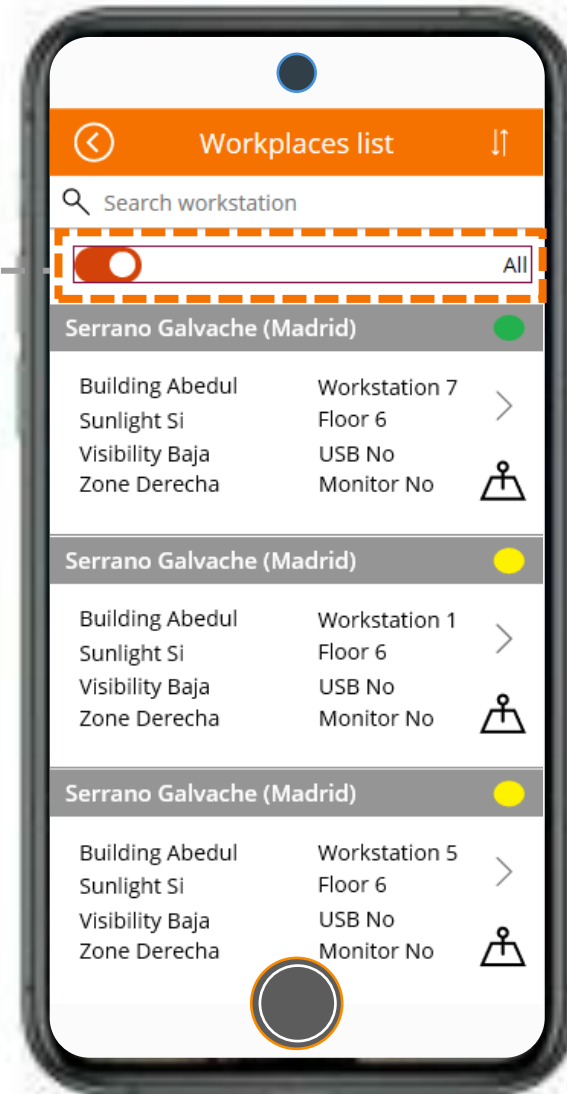 Workplaces list
Search workstation
All
Serrano Galvache (Madrid)
Building Abedul Workstation 7
Sunlight Si Floor 6
Visibility Baja USB No
Zone Derecha Monitor No
Serrano Galvache (Madrid)
Building Abedul Workstation 1
Sunlight Si Floor 6
Visibility Baja USB No
Zone Derecha Monitor No
Serrano Galvache (Madrid)
Building Abedul Workstation 5
Sunlight Si Floor 6
Visibility Baja USB No
Zone Derecha Monitor No